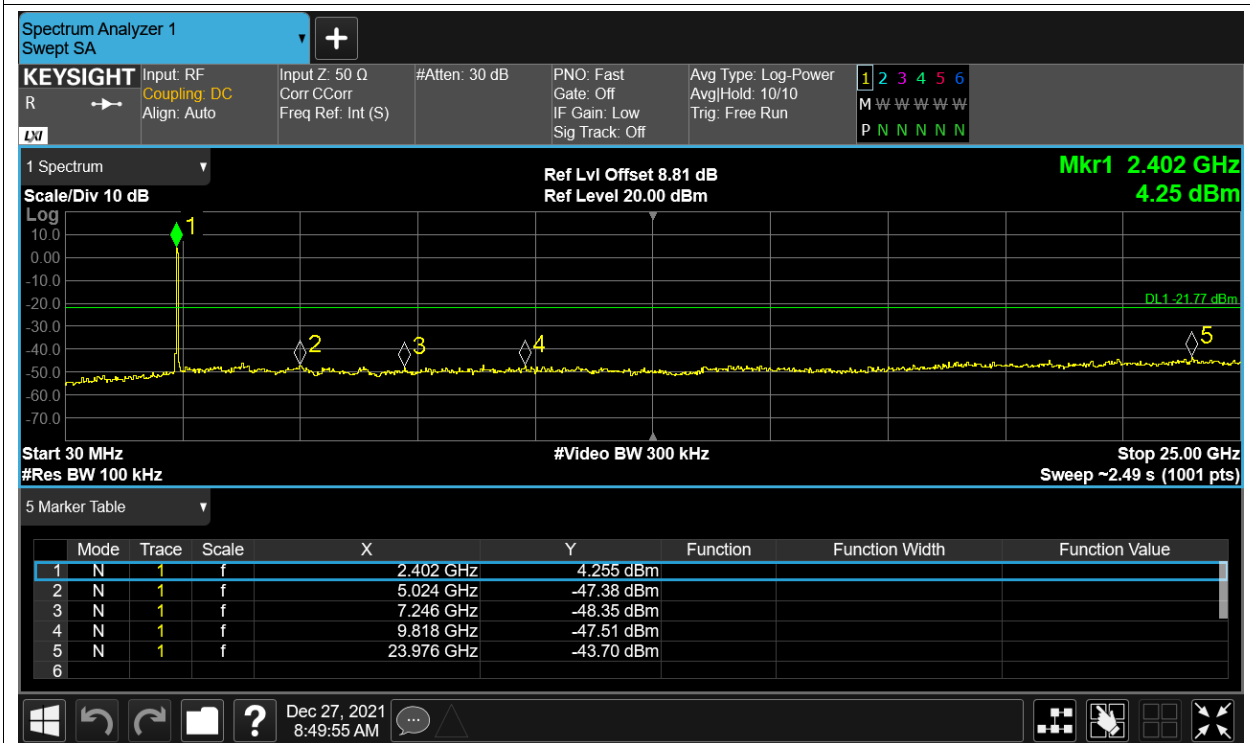 Spectrum Analyzer 1
Swept SA
KEYSIGHT
R
LXI
Input: RF
Coupling: DC
Align: Auto
Input Z: 50 Ω
Corr CCorr
Freq Ref: Int (S)
#Atten: 30 dB
PNO: Fast
Gate: Off
IF Gain: Low
Sig Track: Off
Avg Type: Log-Power
Avg|Hold: 10/10
Trig: Free Run
1 2 3 4 5 6
M W W W W W
P N N N N N
1 Spectrum
Scale/Div 10 dB
Ref Lvl Offset 8.81 dB
Ref Level 20.00 dBm
Mkr1 2.402 GHz
4.25 dBm
Log
10.0
0.00
-10.0
-20.0
-30.0
-40.0
-50.0
-60.0
-70.0
1
2
3
4
5
DL1 -21.77 dBm
Start 30 MHz
#Video BW 300 kHz
Stop 25.00 GHz
#Res BW 100 kHz
Sweep ~2.49 s (1001 pts)
5 Marker Table
Mode Trace Scale X Y Function Function Width Function Value
1 N 1 f 2.402 GHz 4.255 dBm
2 N 1 f 5.024 GHz -47.38 dBm
3 N 1 f 7.246 GHz -48.35 dBm
4 N 1 f 9.818 GHz -47.51 dBm
5 N 1 f 23.976 GHz -43.70 dBm
6
?
Dec 27, 2021
8:49:55 AM